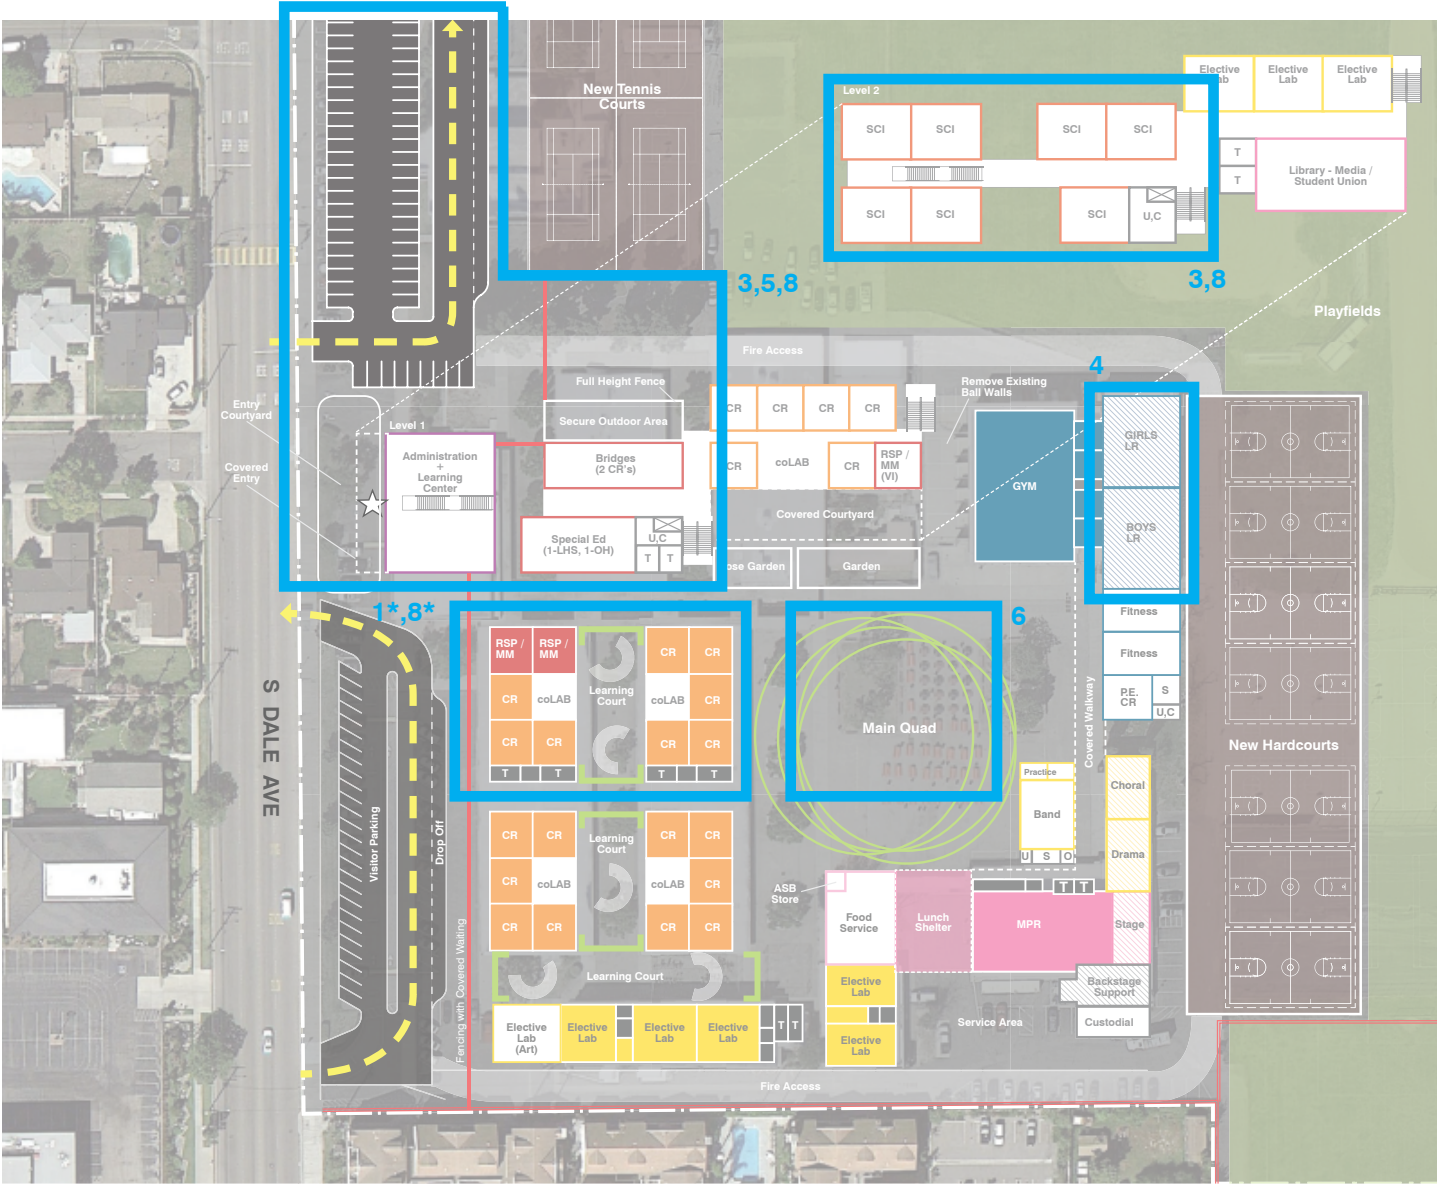 New Tennis
Courts
Level 2
SCI
SCI
SCI
SCI
SCI
SCI
SCI
U,C
Elective
Lab
Elective
Lab
Elective
Lab
T
T
Library - Media /
Student Union
3,5,8
3,8
Playfields
Fire Access
4
Full Height Fence
Secure Outdoor Area
Remove Existing
Ball Walls
Entry
Courtyard
Covered
Entry
Level 1
Administration
+
Learning
Center
Bridges
(2 CR's)
Special Ed
(1-LHS, 1-OH)
U,C
T
T
CR
CR
CR
CR
CR
coLAB
CR
RSP /
MM
(VI)
Covered Courtyard
ose Garden
Garden
GYM
GIRLS
LR
BOYS
LR
Fitness
Fitness
P.E.
CR
S
U,C
1*,8*
6
RSP /
MM
RSP /
MM
CR
coLAB
CR
CR
T
T
Learning
Court
CR
CR
coLAB
CR
CR
CR
T
T
Main Quad
Covered Walkway
New Hardcourts
S DALE AVE
Visitor Parking
Drop Off
Fencing with Covered Waiting
CR
CR
CR
coLAB
CR
CR
Learning
Court
CR
CR
coLAB
CR
CR
CR
Practice
Band
U
S
O
Choral
Drama
ASB
Store
Food
Service
Lunch
Shelter
T
T
MPR
Stage
Learning Court
Elective
Lab
(Art)
Elective
Lab
Elective
Lab
Elective
Lab
T
T
Elective
Lab
Elective
Lab
Backstage
Support
Service Area
Custodial
Fire Access